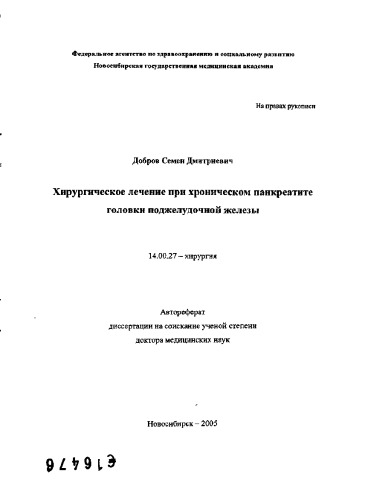 Федеральное агентство по здравоохранению и социальному развитию
Новосибирская государственная медицинская академия
На правах рукописи
Добров Семен Дмитриевич
Хирургическое лечение при хроническом панкреатите
головки поджелудочной железы
14.00.27 – хирургия
Автореферат
диссертации на соискание ученой степени
доктора медицинских наук
Новосибирск – 2005